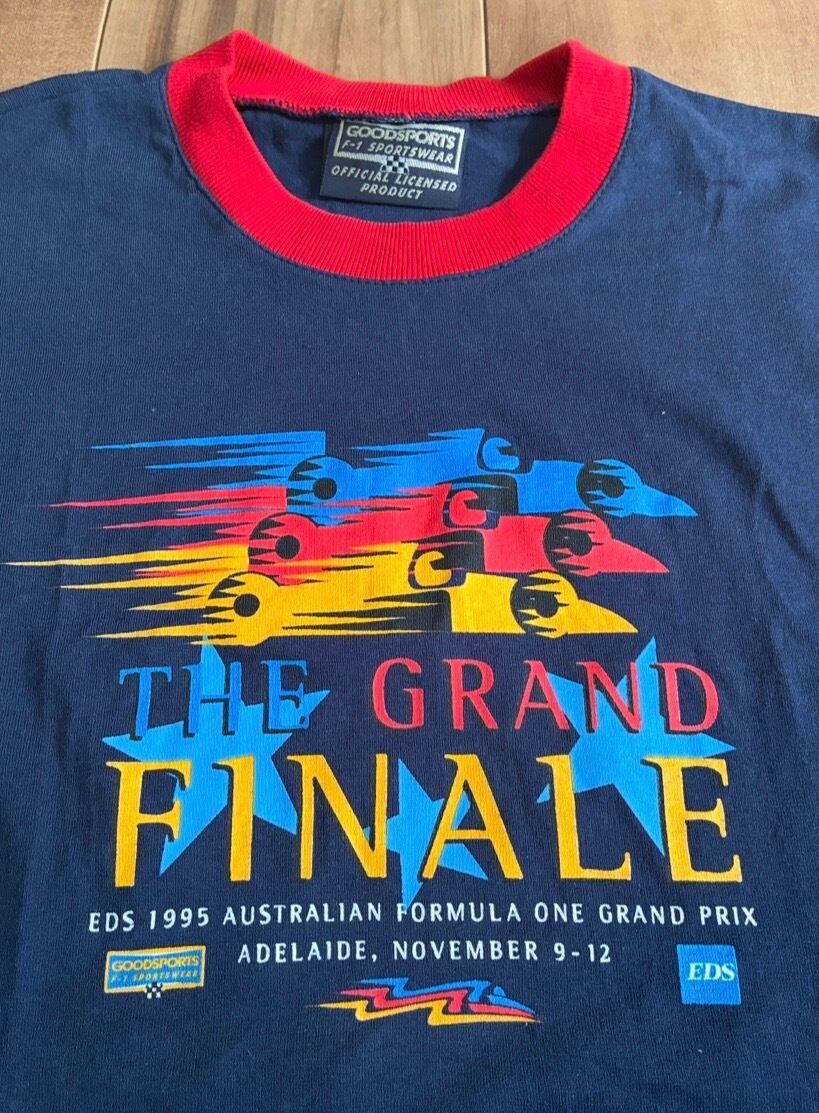 GOODSPORTS
F-1 SPORTSWEAR
OFFICIAL LICENSED
PRODUCT
THE GRAND
FINALE
EDS 1995 AUSTRALIAN FORMULA ONE GRAND PRIX
ADELAIDE, NOVEMBER 9-12
GOODSPORTS
F-1 SPORTSWEAR
EDS